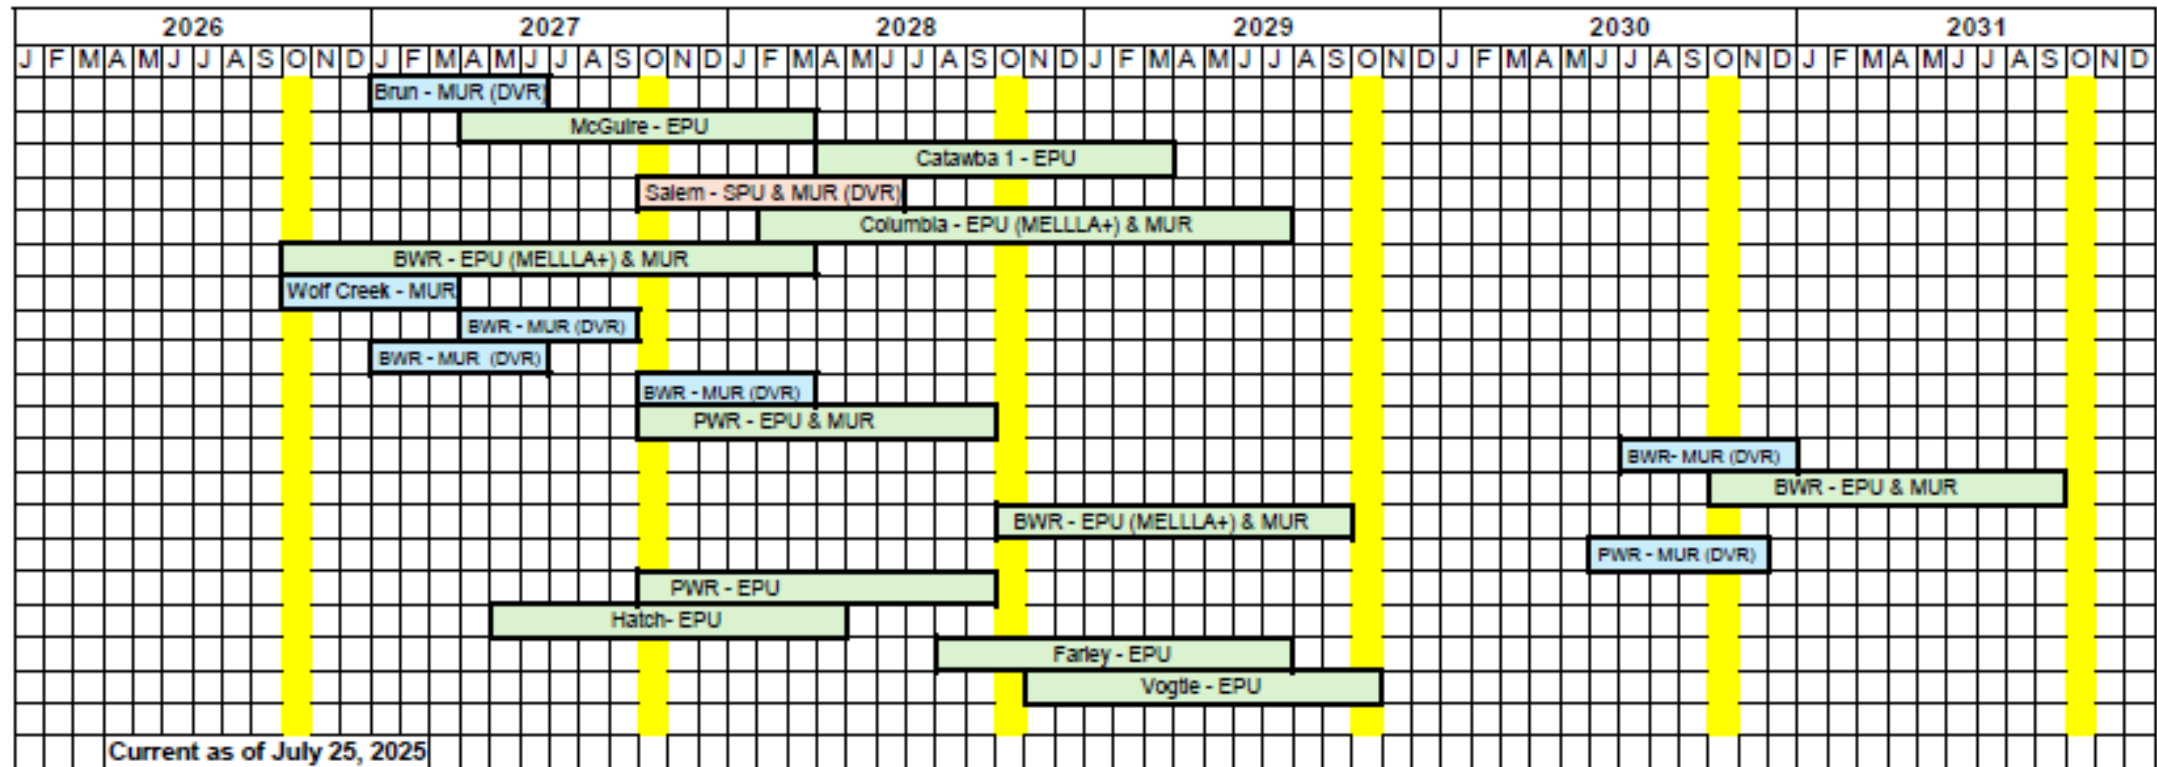 2026 2027 2028 2029 2030 2031
J F M A M J J A S O N D J F M A M J J A S O N D J F M A M J J A S O N D J F M A M J J A S O N D J F M A M J J A S O N D J F M A M J J A S O N D
Brun - MUR (DVR)
McGuire - EPU
Catawba 1 - EPU
Salem - SPU & MUR (DVR)
Columbia - EPU (MELLLA+) & MUR
BWR - EPU (MELLLA+) & MUR
Wolf Creek - MUR
BWR - MUR (DVR)
BWR - MUR (DVR)
BWR - MUR (DVR)
PWR - EPU & MUR
BWR- MUR (DVR)
BWR - EPU & MUR
BWR - EPU (MELLLA+) & MUR
PWR - MUR (DVR)
PWR - EPU
Hatch- EPU
Farley - EPU
Vogtle - EPU
Current as of July 25, 2025